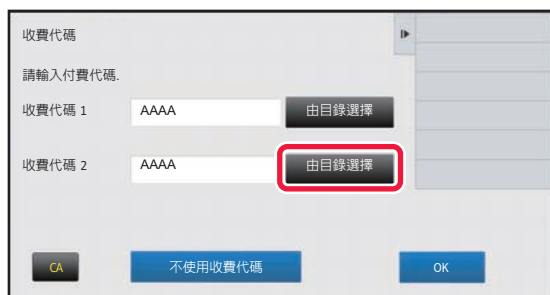 收費代碼
請輸入付費代碼.
收費代碼 1 AAAA 由目錄選擇
收費代碼 2 AAAA 由目錄選擇
CA 不使用收費代碼 OK